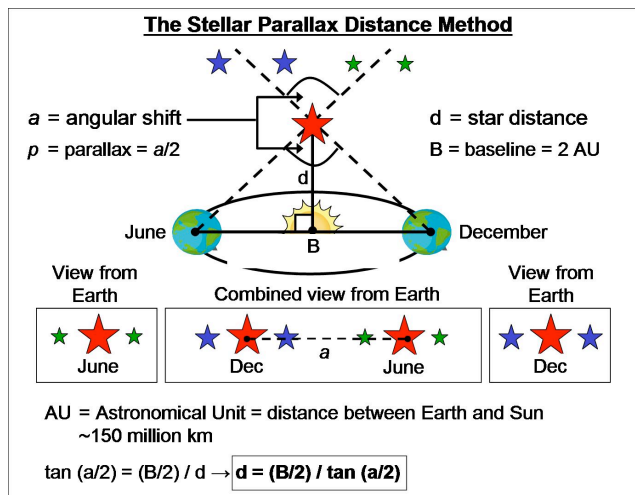 The Stellar Parallax Distance Method
a = angular shift
p = parallax = a/2
d = star distance
B = baseline = 2 AU
d
June
B
December
View from
Earth
June
Combined view from Earth
Dec
a
June
View from
Earth
Dec
AU = Astronomical Unit = distance between Earth and Sun
~150 million km
tan (a/2) = (B/2) / d → d = (B/2) / tan (a/2)